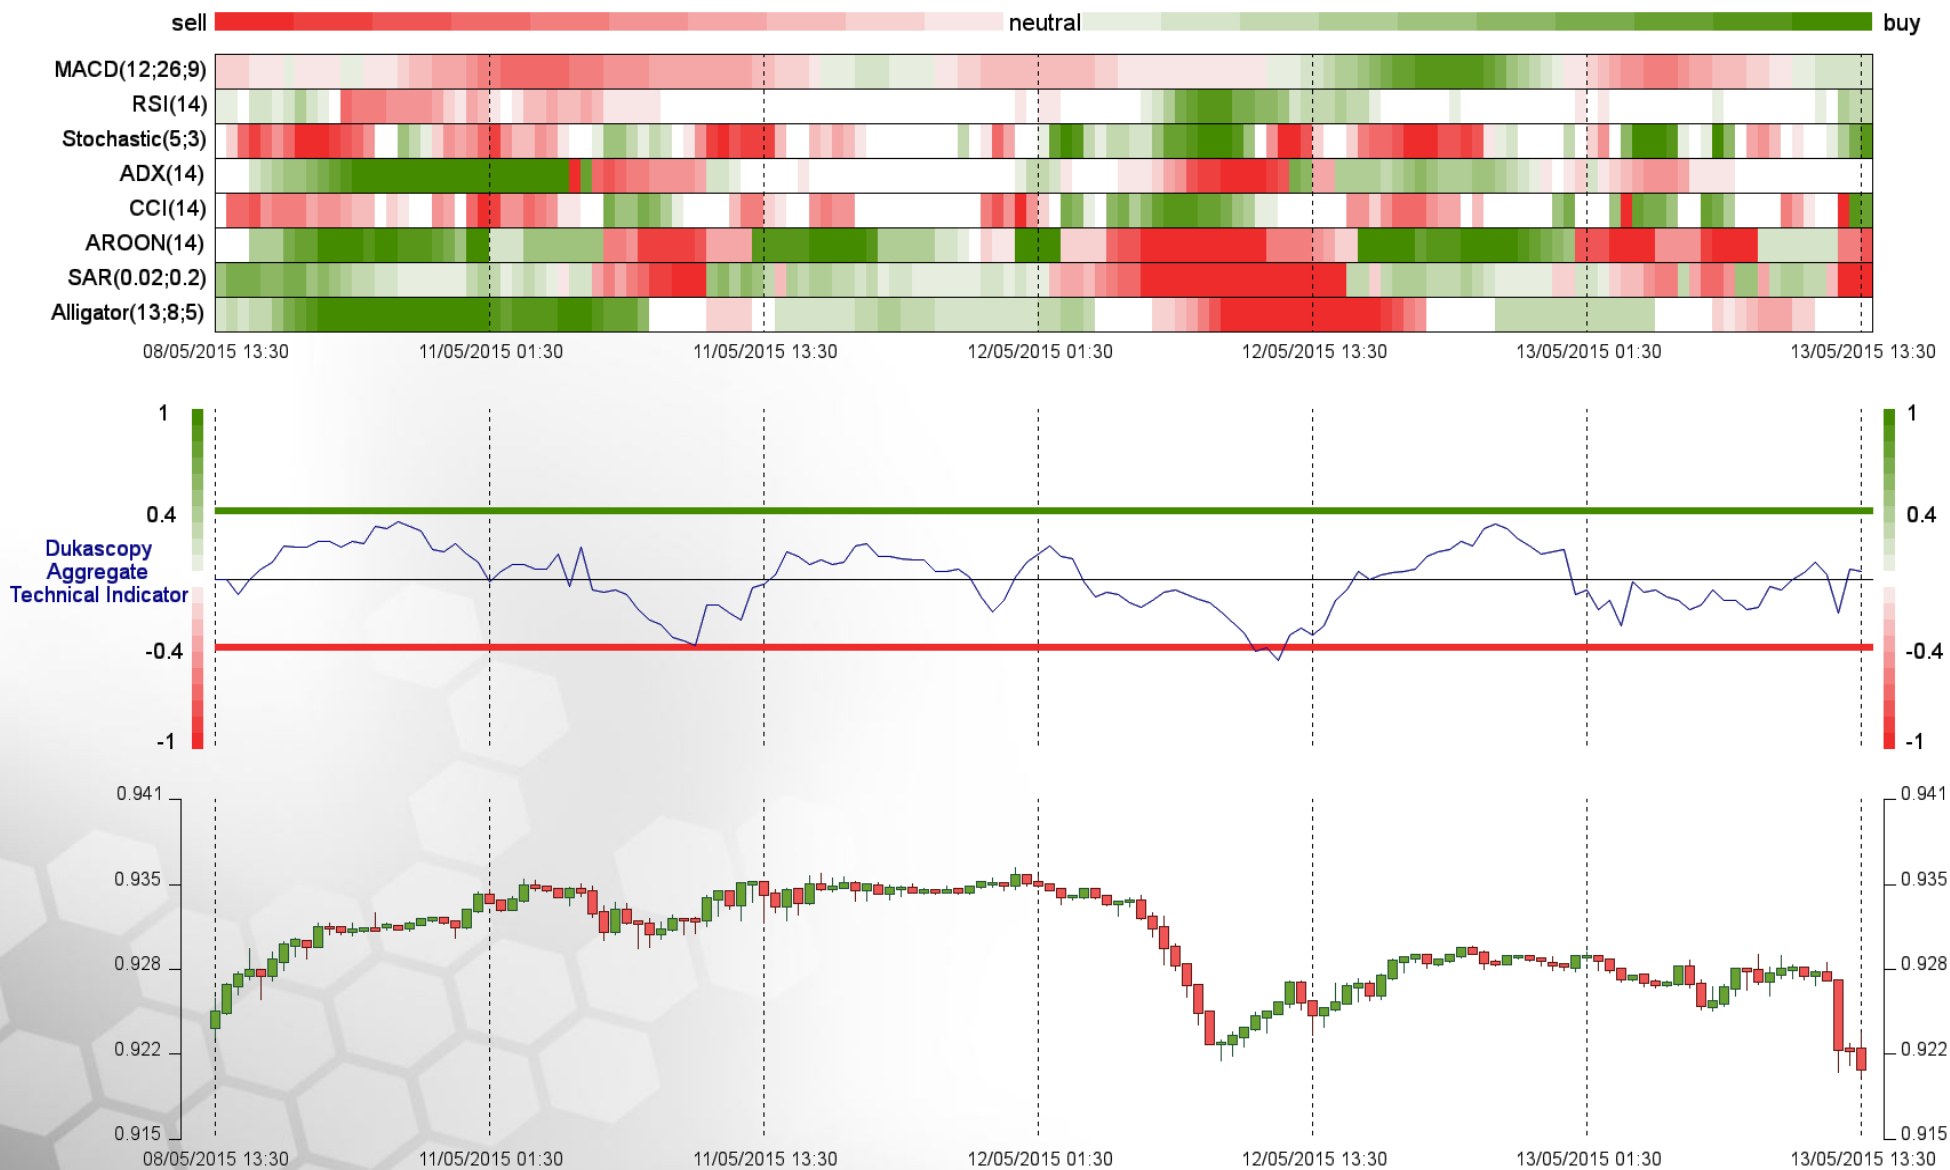 sell neutral buy
MACD(12;26;9)
RSI(14)
Stochastic(5;3)
ADX(14)
CCI(14)
AROON(14)
SAR(0.02;0.2)
Alligator(13;8;5)
08/05/2015 13:30 11/05/2015 01:30 11/05/2015 13:30 12/05/2015 01:30 12/05/2015 13:30 13/05/2015 01:30 13/05/2015 13:30
1 1
0.4 0.4
Dukascopy
Aggregate
Technical Indicator
-0.4 -0.4
-1 -1
0.941 0.941
0.935 0.935
0.928 0.928
0.922 0.922
0.915 0.915
08/05/2015 13:30 11/05/2015 01:30 11/05/2015 13:30 12/05/2015 01:30 12/05/2015 13:30 13/05/2015 01:30 13/05/2015 13:30